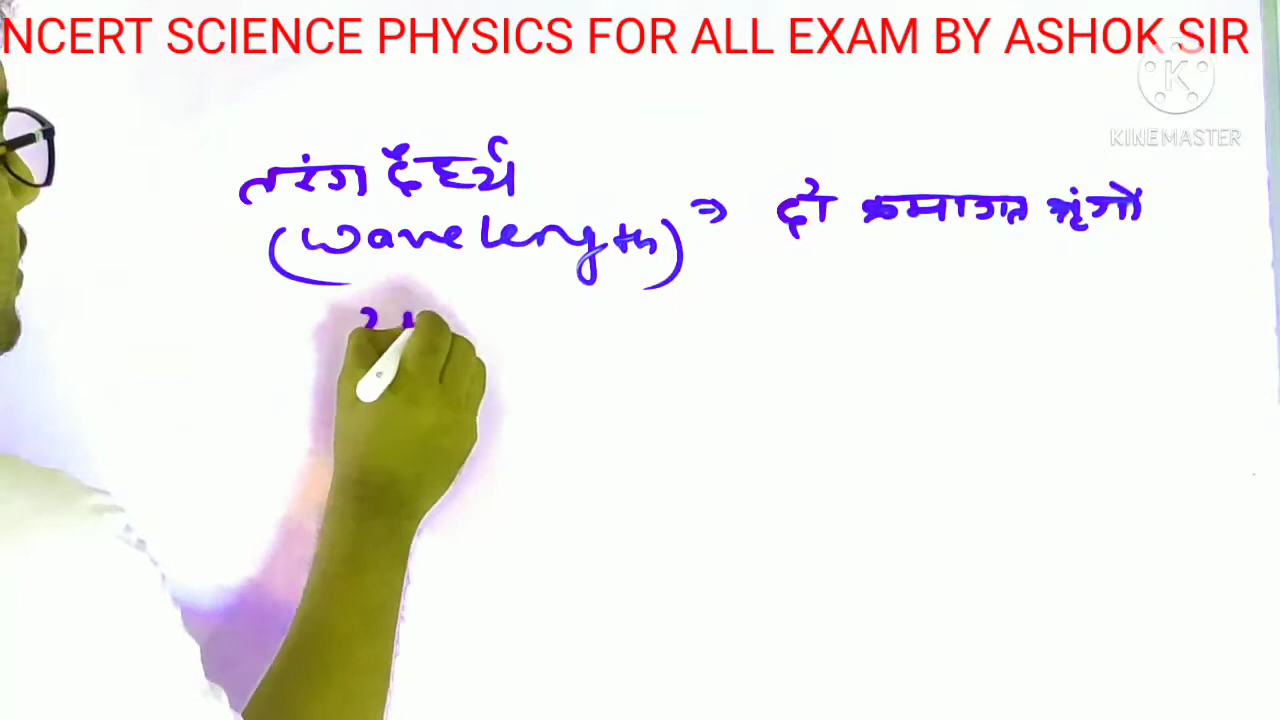 NCERT SCIENCE PHYSICS FOR ALL EXAM BY ASHOK SIR
KINEMASTER
तरंग दैर्घ्य
(wavelength) ⇒ दो क्रमागत श्रृंगों